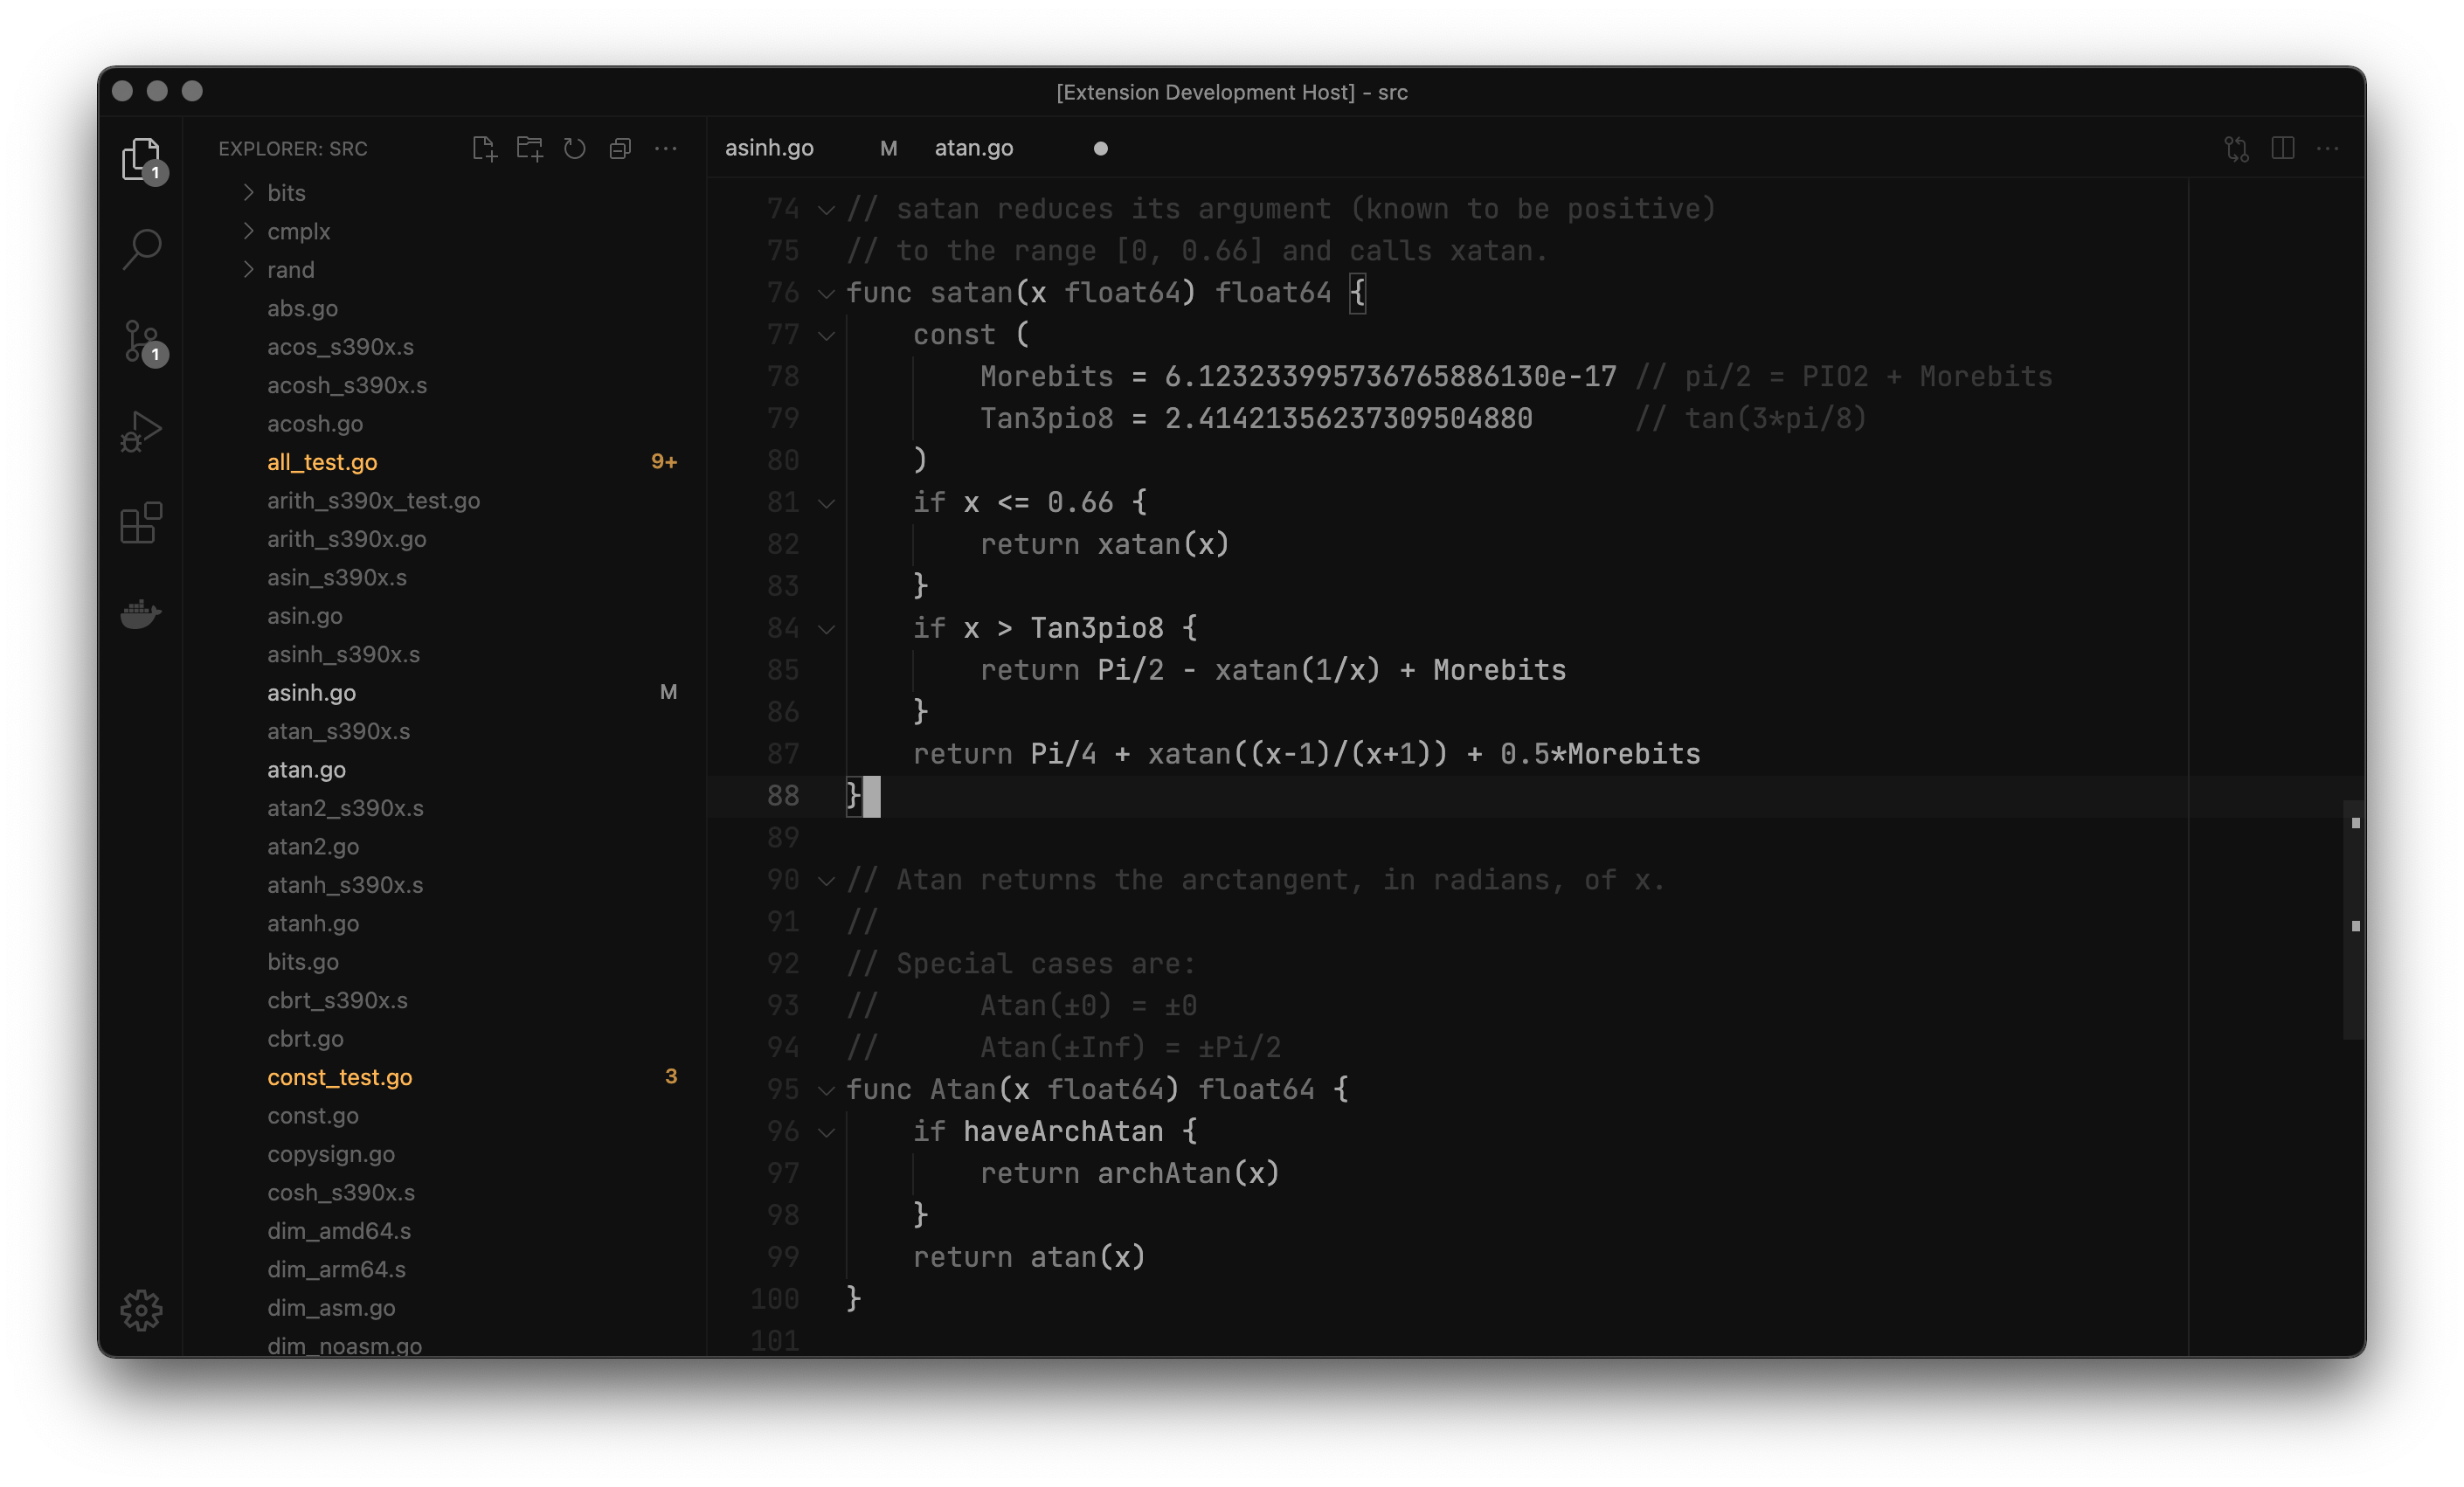 [Extension Development Host] - src
EXPLORER: SRC
1
1
bits
cmplx
rand
abs.go
acos_s390x.s
acosh_s390x.s
acosh.go
all_test.go 9+
arith_s390x_test.go
arith_s390x.go
asin_s390x.s
asin.go
asinh_s390x.s
asinh.go M
atan_s390x.s
atan.go
atan2_s390x.s
atan2.go
atanh_s390x.s
atanh.go
bits.go
cbrt_s390x.s
cbrt.go
const_test.go 3
const.go
copysign.go
cosh_s390x.s
dim_amd64.s
dim_arm64.s
dim_asm.go
dim_noasm.go
asinh.go M atan.go
74 // satan reduces its argument (known to be positive)
75 // to the range [0, 0.66] and calls xatan.
76 func satan(x float64) float64 {
77     const (
78         Morebits = 6.123233995736765886130e-17 // pi/2 = PIO2 + Morebits
79         Tan3pio8 = 2.41421356237309504880      // tan(3*pi/8)
80     )
81     if x <= 0.66 {
82         return xatan(x)
83     }
84     if x > Tan3pio8 {
85         return Pi/2 - xatan(1/x) + Morebits
86     }
87     return Pi/4 + xatan((x-1)/(x+1)) + 0.5*Morebits
88 }
89
90 // Atan returns the arctangent, in radians, of x.
91 //
92 // Special cases are:
93 //      Atan(±0) = ±0
94 //      Atan(±Inf) = ±Pi/2
95 func Atan(x float64) float64 {
96     if haveArchAtan {
97         return archAtan(x)
98     }
99     return atan(x)
100 }
101